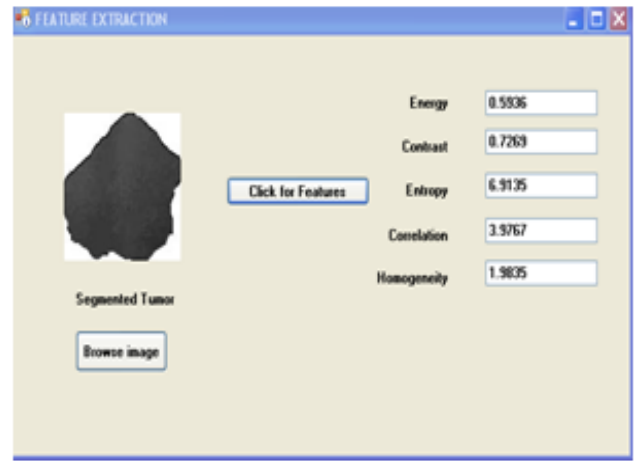 FEATURE EXTRACTION
Energy 0.5936
Contrast 0.7269
Click for Features
Entropy 6.9135
Correlation 3.9767
Homogeneity 1.9835
Segmented Tumor
Browse image